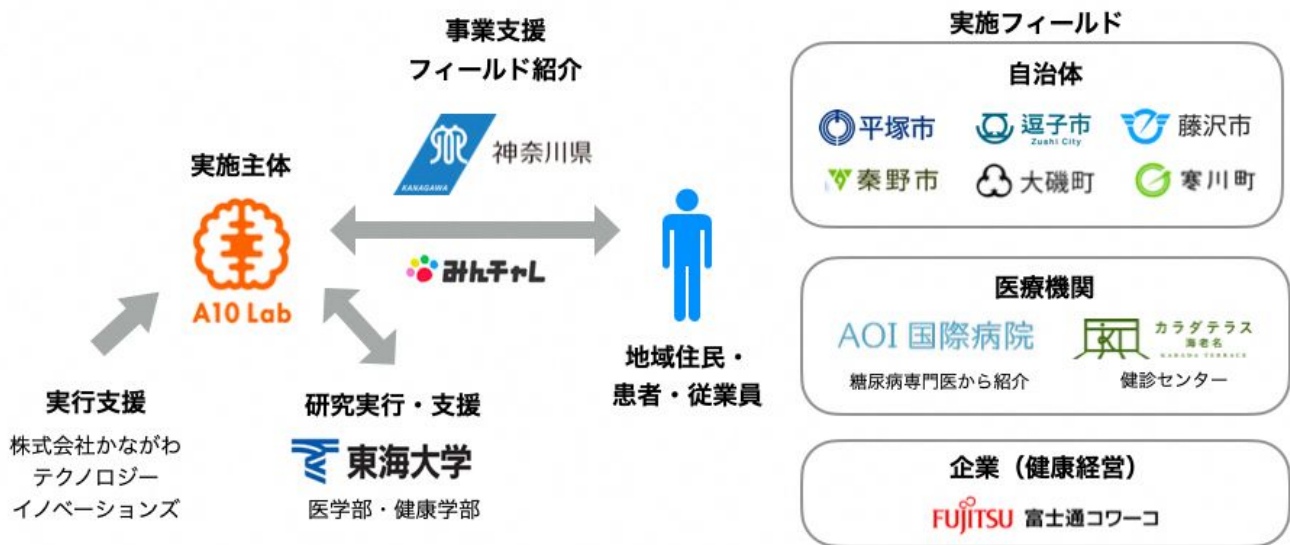 事業支援
フィールド紹介
KANAGAWA
神奈川県
実施主体
A10 Lab
みんチャレ
実行支援
株式会社かながわ
テクノロジー
イノベーションズ
研究実行・支援
東海大学
医学部・健康学部
地域住民・
患者・従業員
実施フィールド
自治体
平塚市
逗子市
Zushi City
藤沢市
秦野市
大磯町
寒川町
医療機関
AOI 国際病院
糖尿病専門医から紹介
カラダテラス
海老名
KARADA TERRACE
健診センター
企業（健康経営）
FUJITSU 富士通コワーコ